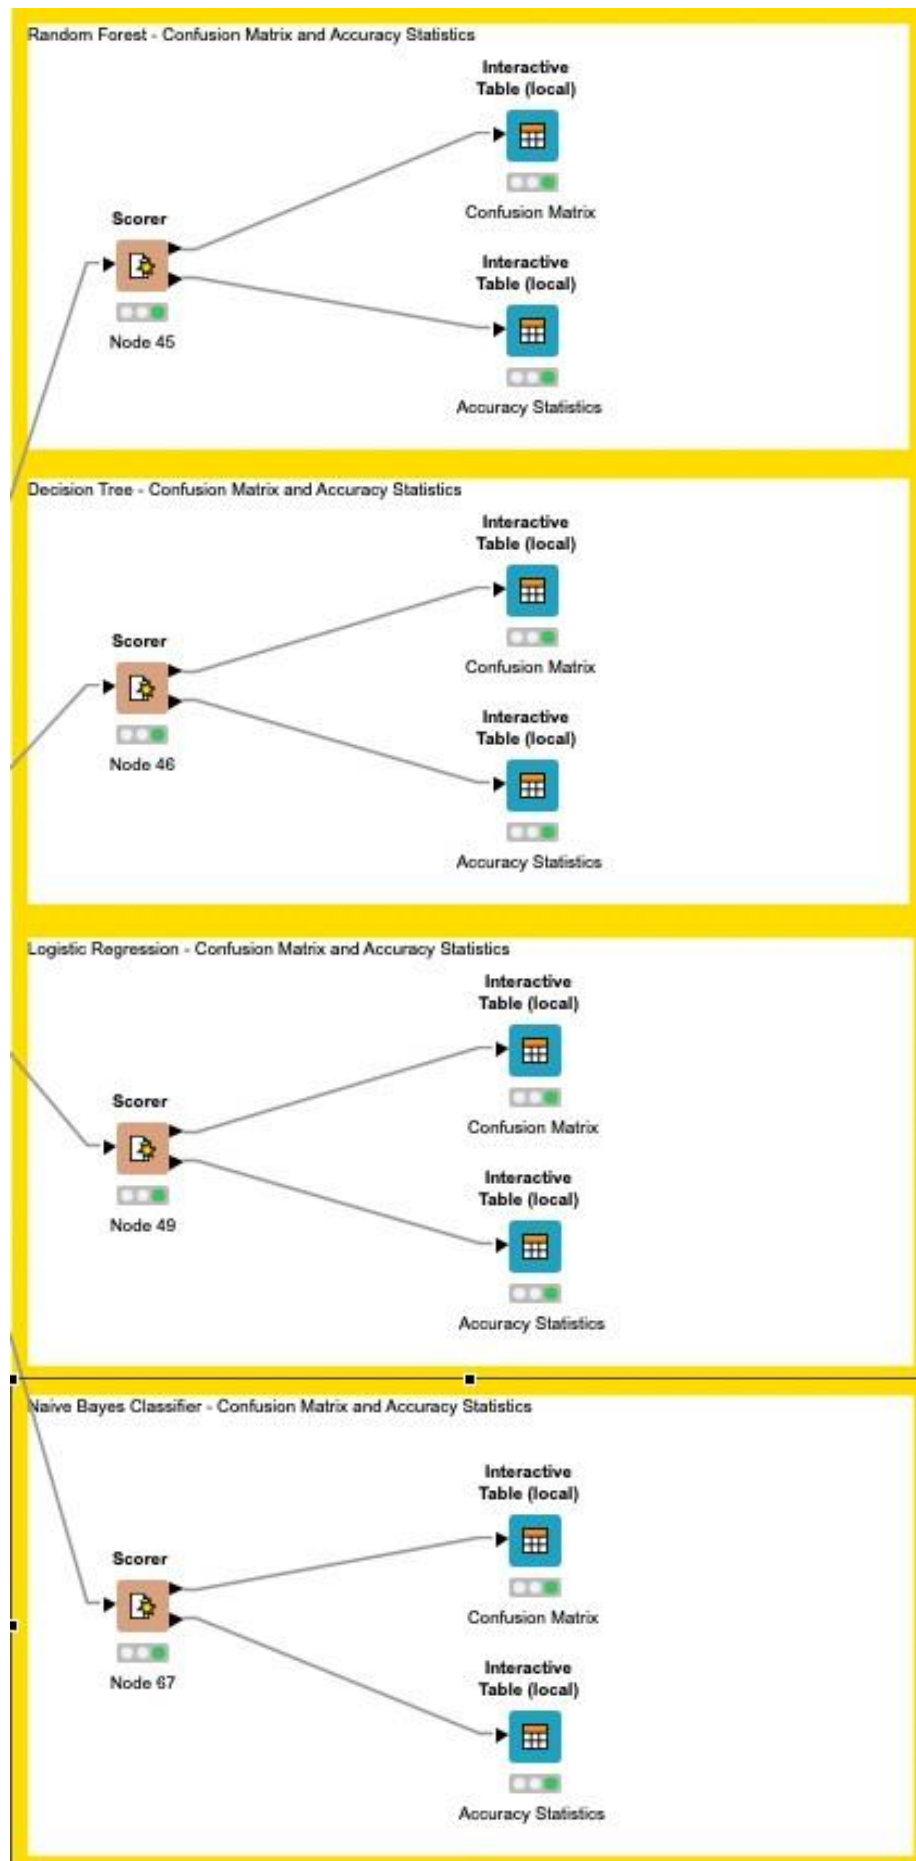 Random Forest - Confusion Matrix and Accuracy Statistics
Interactive
Table (local)
Confusion Matrix
Scorer
Node 45
Interactive
Table (local)
Accuracy Statistics
Decision Tree - Confusion Matrix and Accuracy Statistics
Interactive
Table (local)
Confusion Matrix
Scorer
Node 46
Interactive
Table (local)
Accuracy Statistics
Logistic Regression - Confusion Matrix and Accuracy Statistics
Interactive
Table (local)
Confusion Matrix
Scorer
Node 49
Interactive
Table (local)
Accuracy Statistics
Naive Bayes Classifier - Confusion Matrix and Accuracy Statistics
Interactive
Table (local)
Confusion Matrix
Scorer
Node 67
Interactive
Table (local)
Accuracy Statistics